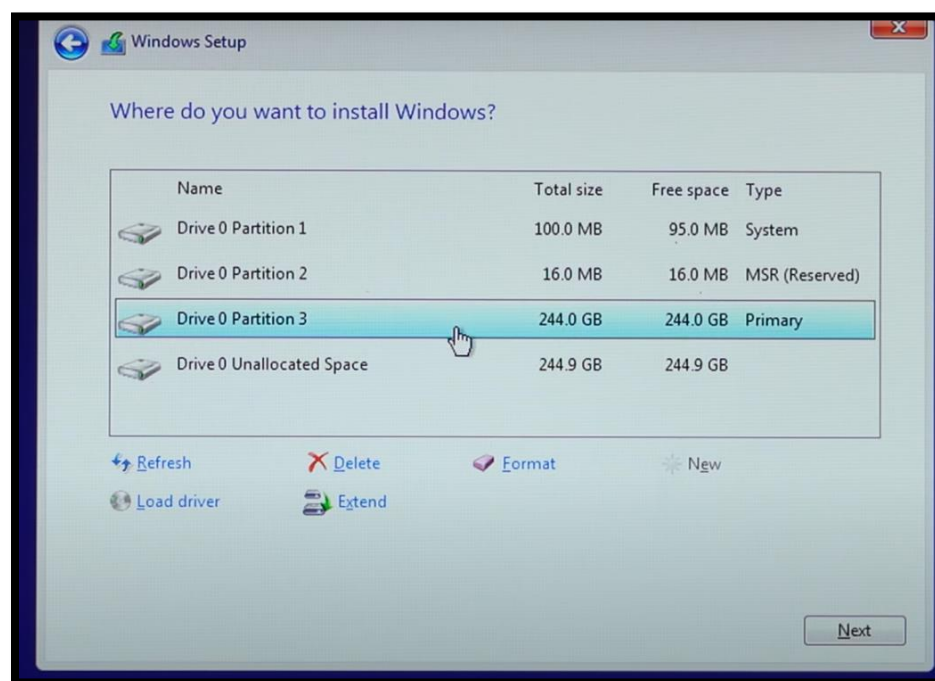 Windows Setup
Where do you want to install Windows?
Name Total size Free space Type
Drive 0 Partition 1 100.0 MB 95.0 MB System
Drive 0 Partition 2 16.0 MB 16.0 MB MSR (Reserved)
Drive 0 Partition 3 244.0 GB 244.0 GB Primary
Drive 0 Unallocated Space 244.9 GB 244.9 GB
Refresh Delete Format New
Load driver Extend
Next